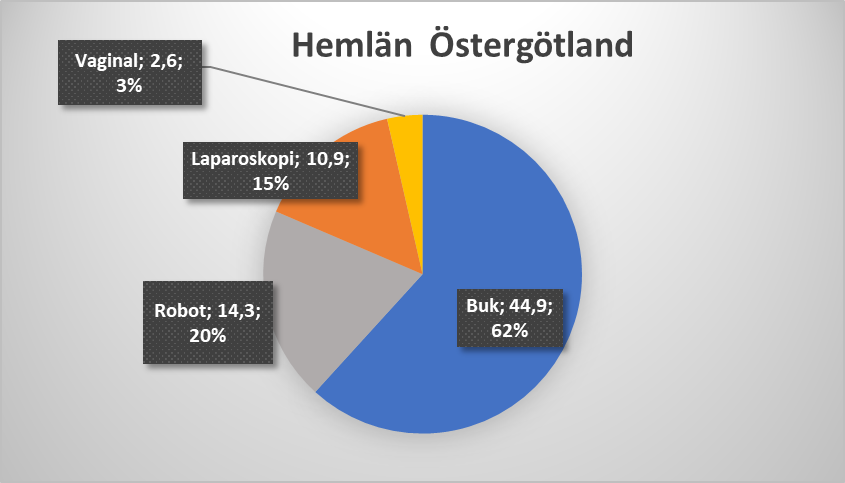 Hemlän  Östergötland
Vaginal; 2,6;
3%
Laparoskopi; 10,9;
15%
Robot; 14,3;
20%
Buk; 44,9;
62%